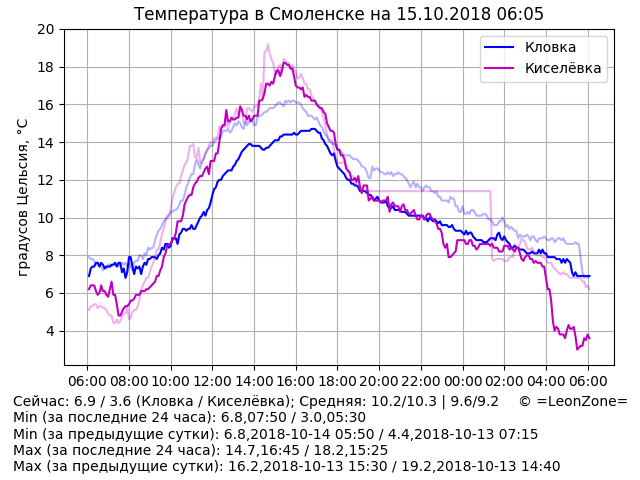 Температура в Смоленске на 15.10.2018 06:05
градусов Цельсия, °C
20
18
16
14
12
10
8
6
4
Кловка
Киселёвка
06:00 08:00 10:00 12:00 14:00 16:00 18:00 20:00 22:00 00:00 02:00 04:00 06:00
Сейчас: 6.9 / 3.6 (Кловка / Киселёвка); Средняя: 10.2/10.3 | 9.6/9.2 © =LeonZone=
Min (за последние 24 часа): 6.8,07:50 / 3.0,05:30
Min (за предыдущие сутки): 6.8,2018-10-14 05:50 / 4.4,2018-10-13 07:15
Max (за последние 24 часа): 14.7,16:45 / 18.2,15:25
Max (за предыдущие сутки): 16.2,2018-10-13 15:30 / 19.2,2018-10-13 14:40